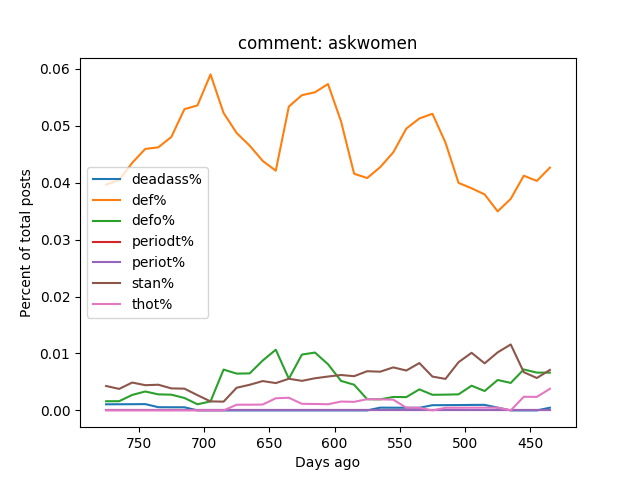 comment: askwomen
Percent of total posts
0.06
0.05
0.04
0.03
0.02
0.01
0.00
deadass%
def%
defo%
periodt%
periot%
stan%
thot%
750 700 650 600 550 500 450
Days ago